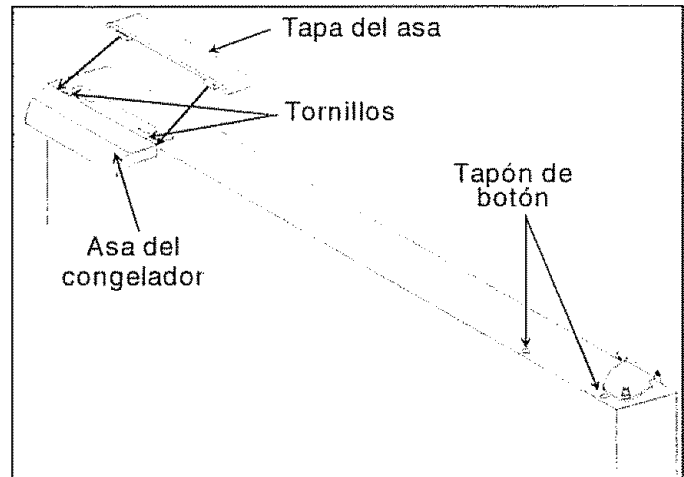 Tapa del asa
Tornillos
Tapón de
botón
Asa del
congelador